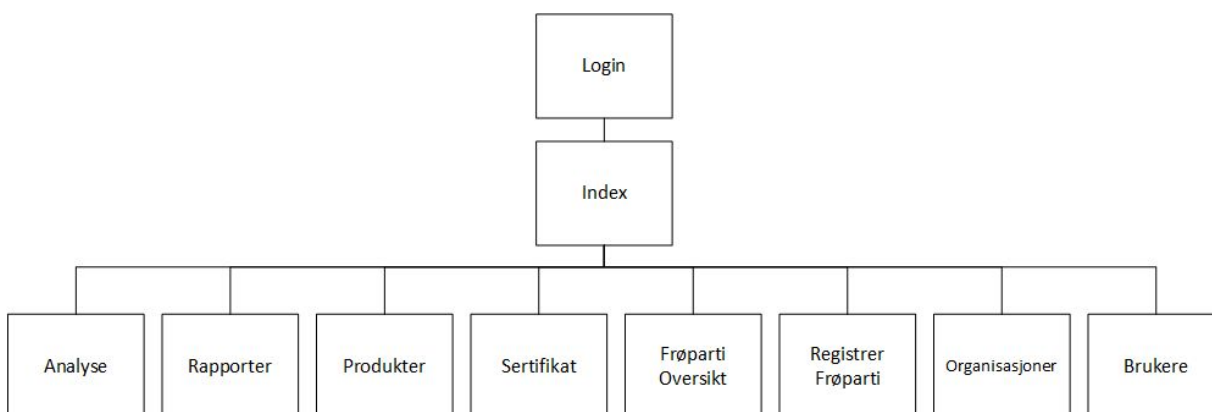 Login
Index
Analyse
Rapporter
Produkter
Sertifikat
Frøparti
Oversikt
Registrer
Frøparti
Organisasjoner
Brukere